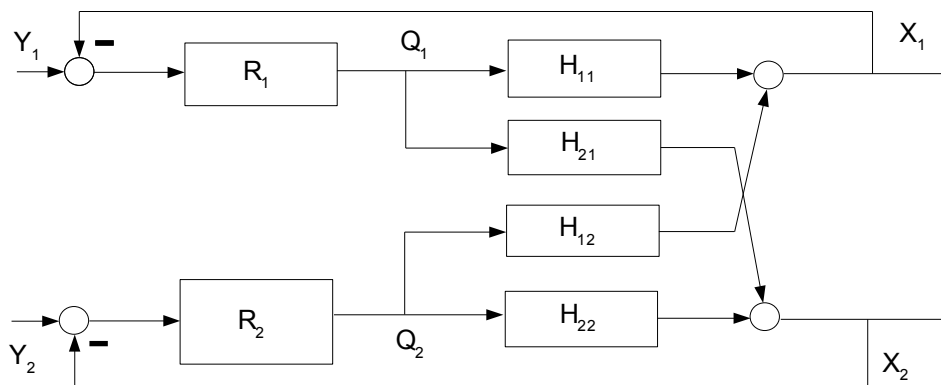 Y₁
R₁
Q₁
H₁₁
X₁
H₂₁
H₁₂
Y₂
R₂
Q₂
H₂₂
X₂